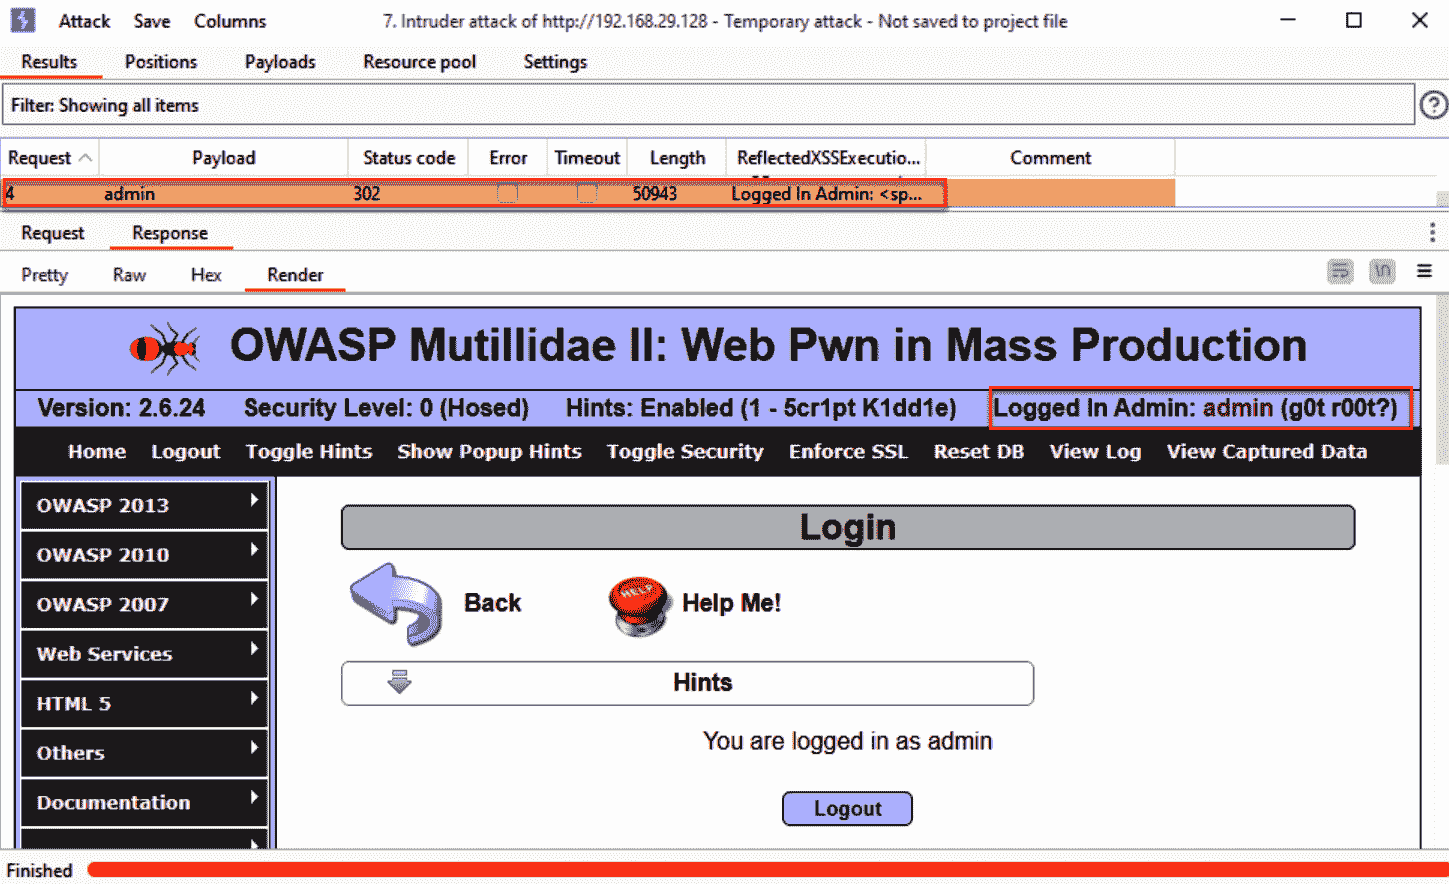 Attack Save Columns 7. Intruder attack of http://192.168.29.128 - Temporary attack - Not saved to project file
Results Positions Payloads Resource pool Settings
Filter: Showing all items
Request Payload Status code Error Timeout Length ReflectedXSSExecutio... Comment
4 admin 302 50943 Logged In Admin: <sp...
Request Response
Pretty Raw Hex Render \n
OWASP Mutillidae II: Web Pwn in Mass Production
Version: 2.6.24 Security Level: 0 (Hosed) Hints: Enabled (1 - 5cr1pt K1dd1e) Logged In Admin: admin (g0t r00t?)
Home Logout Toggle Hints Show Popup Hints Toggle Security Enforce SSL Reset DB View Log View Captured Data
OWASP 2013
OWASP 2010
OWASP 2007
Web Services
HTML 5
Others
Documentation
Login
Back HELP Help Me!
Hints
You are logged in as admin
Logout
Finished